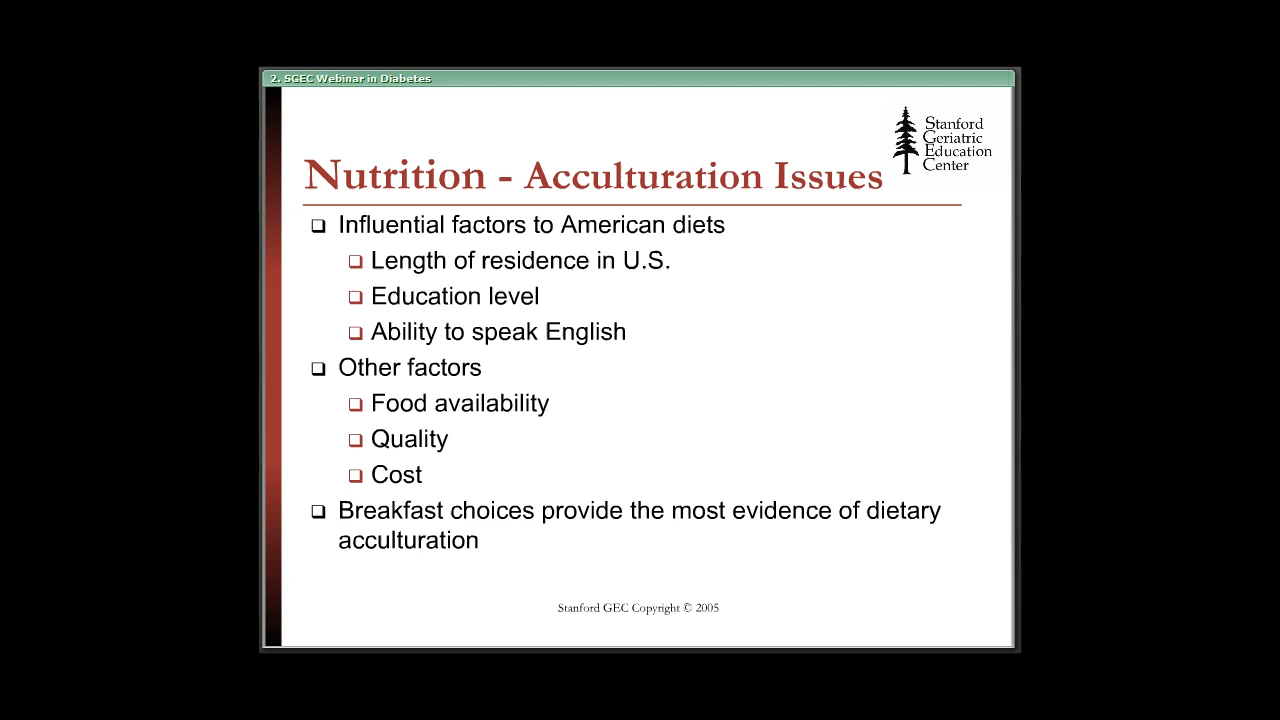 2. SGEC Webinar in Diabetes
Stanford
Geriatric
Education
Center
Nutrition - Acculturation Issues
Influential factors to American diets
Length of residence in U.S.
Education level
Ability to speak English
Other factors
Food availability
Quality
Cost
Breakfast choices provide the most evidence of dietary
acculturation
Stanford GEC Copyright © 2005